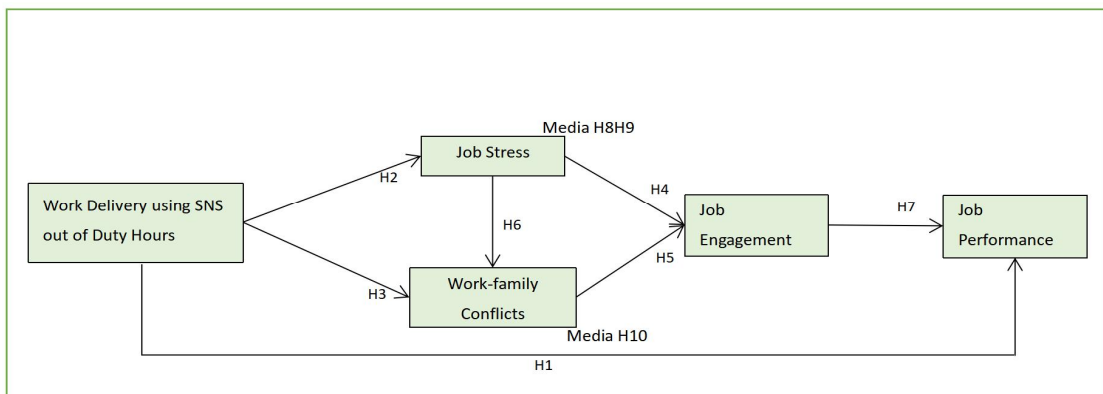 Media H8H9
Job Stress
H2
H4
Work Delivery using SNS
out of Duty Hours
Job
Engagement
H7
Job
Performance
H6
H5
H3
Work-family
Conflicts
Media H10
H1